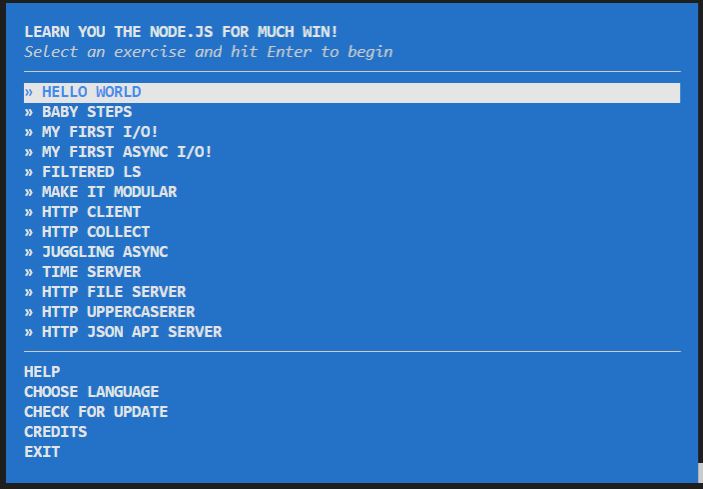 LEARN YOU THE NODE.JS FOR MUCH WIN!
Select an exercise and hit Enter to begin
» HELLO WORLD
» BABY STEPS
» MY FIRST I/O!
» MY FIRST ASYNC I/O!
» FILTERED LS
» MAKE IT MODULAR
» HTTP CLIENT
» HTTP COLLECT
» JUGGLING ASYNC
» TIME SERVER
» HTTP FILE SERVER
» HTTP UPPERCASERER
» HTTP JSON API SERVER
HELP
CHOOSE LANGUAGE
CHECK FOR UPDATE
CREDITS
EXIT